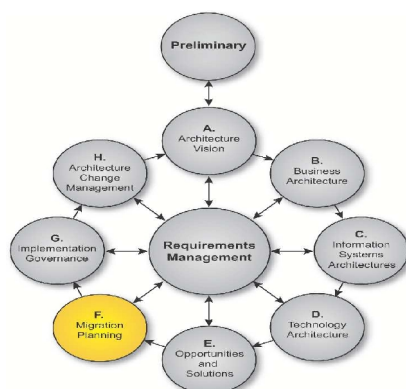 Preliminary
A.
Architecture
Vision
B.
Business
Architecture
C.
Information
Systems
Architectures
D.
Technology
Architecture
E.
Opportunities
and
Solutions
F.
Migration
Planning
G.
Implementation
Governance
H.
Architecture
Change
Management
Requirements
Management